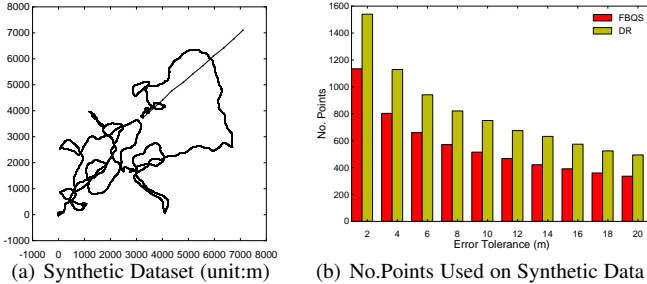 8000
7000
6000
5000
4000
3000
2000
1000
0
-1000
-1000 0 1000 2000 3000 4000 5000 6000 7000 8000
(a) Synthetic Dataset (unit:m)
1600
1400
1200
1000
800
600
400
200
0
No. Points
FBQS
DR
2 4 6 8 10 12 14 16 18 20
Error Tolerance (m)
(b) No.Points Used on Synthetic Data